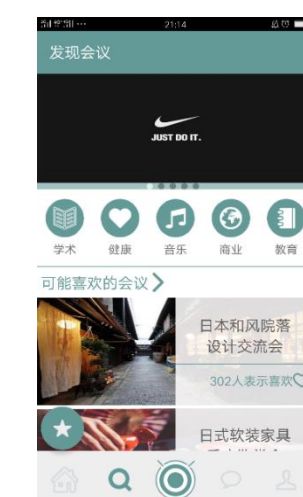 21:14
发现会议
JUST DO IT.
学术 健康 音乐 商业 教育
可能喜欢的会议
日本和风院落
设计交流会
302人表示喜欢
日式软装家具